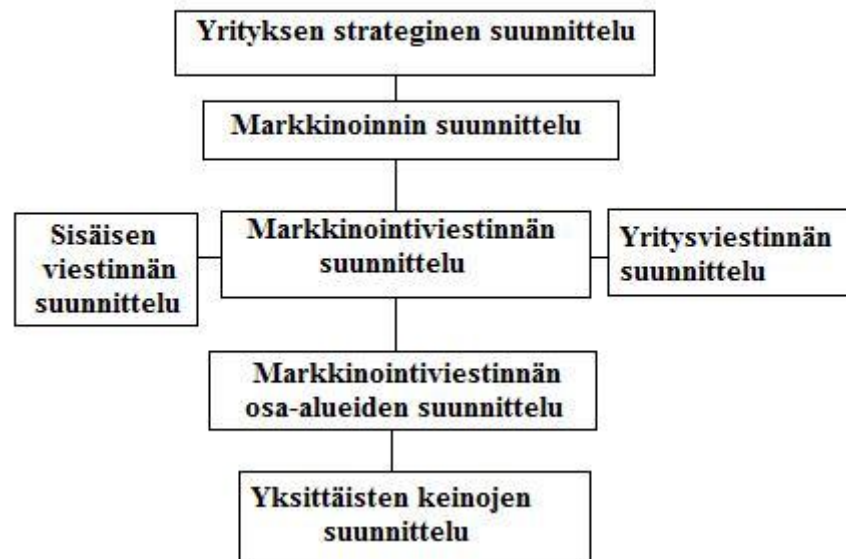 Yrityksen strateginen suunnittelu
Markkinoinnin suunnittelu
Sisäisen
viestinnän
suunnittelu
Markkinointiviestinnän
suunnittelu
Yritysviestinnän
suunnittelu
Markkinointiviestinnän
osa-alueiden suunnittelu
Yksittäisten keinojen
suunnittelu